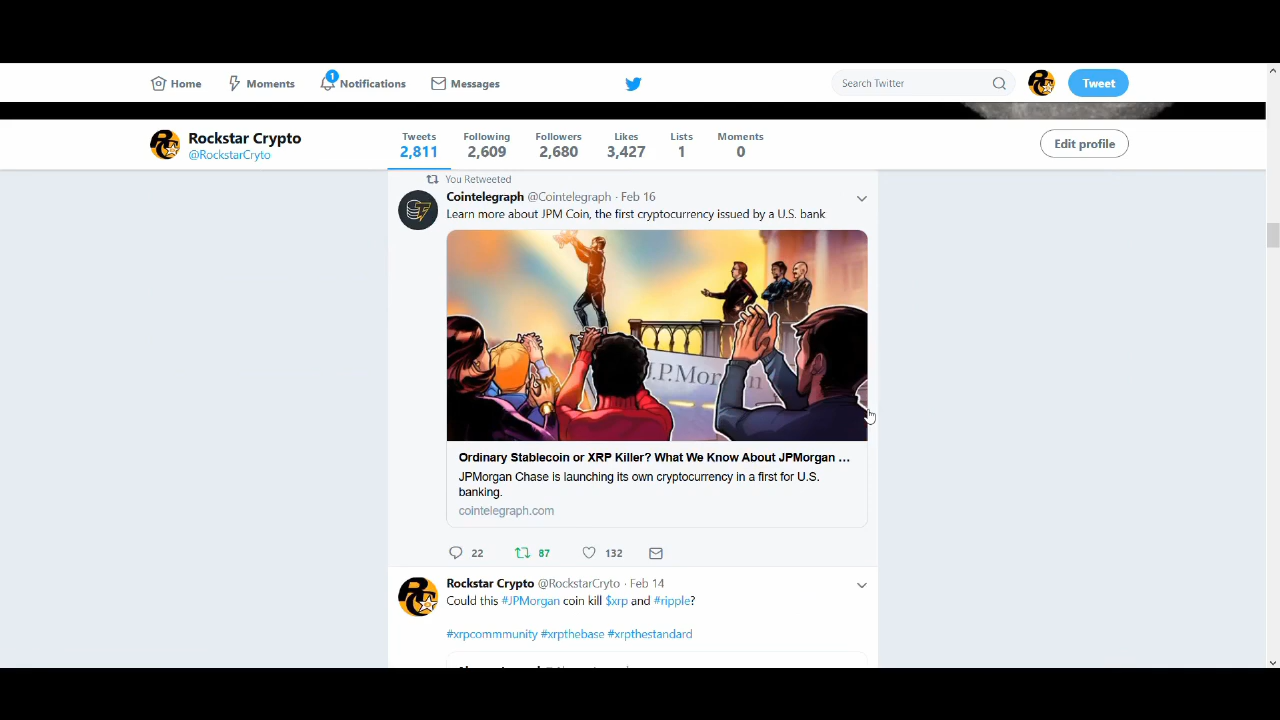 Home
Moments
1
Notifications
Messages
Search Twitter
Tweet
Rockstar Crypto
@RockstarCryto
Tweets
2,811
Following
2,609
Followers
2,680
Likes
3,427
Lists
1
Moments
0
Edit profile
You Retweeted
Cointelegraph @Cointelegraph · Feb 16
Learn more about JPM Coin, the first cryptocurrency issued by a U.S. bank
J.P.Morgan
Ordinary Stablecoin or XRP Killer? What We Know About JPMorgan ...
JPMorgan Chase is launching its own cryptocurrency in a first for U.S.
banking.
cointelegraph.com
22
87
132
Rockstar Crypto @RockstarCryto · Feb 14
Could this #JPMorgan coin kill $xrp and #ripple?
#xrpcommmunity #xrpthebase #xrpthestandard